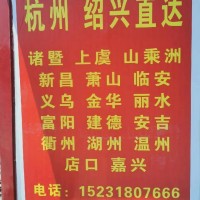 杭州 绍兴直达
诸暨 上虞 山乘洲
新昌 萧山 临安
义乌 金华 丽水
富阳 建德 安吉
衢州 湖州 温州
店口 嘉兴
电话：15231807666